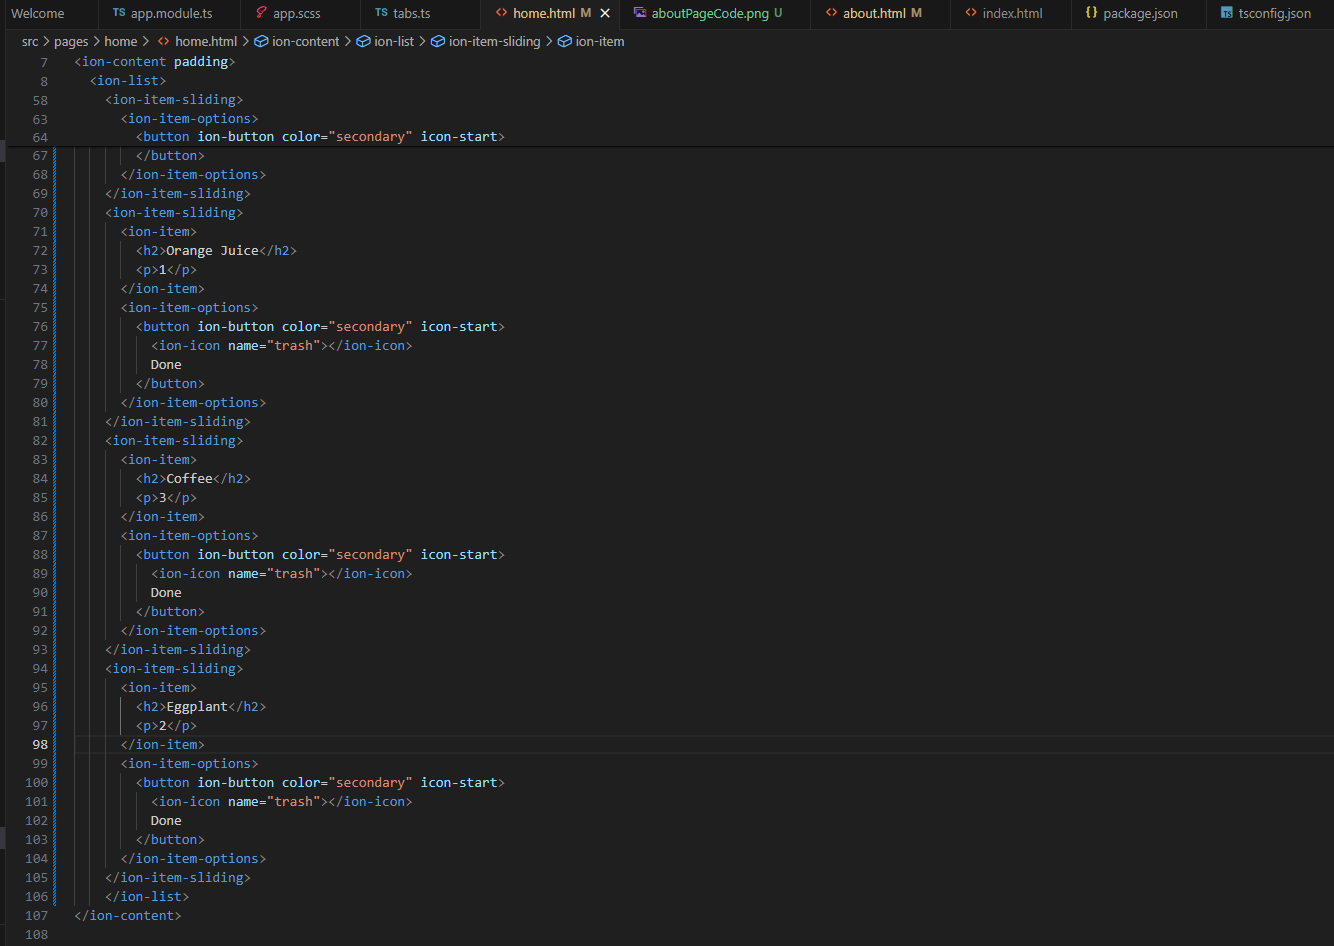 Welcome TS app.module.ts app.scss TS tabs.ts <> home.html M × aboutPageCode.png U <> about.html M <> index.html {} package.json TS tsconfig.json
src > pages > home > <> home.html > ion-content > ion-list > ion-item-sliding > ion-item
7 <ion-content padding>
8 <ion-list>
58 <ion-item-sliding>
63 <ion-item-options>
64 <button ion-button color="secondary" icon-start>
67 </button>
68 </ion-item-options>
69 </ion-item-sliding>
70 <ion-item-sliding>
71 <ion-item>
72 <h2>Orange Juice</h2>
73 <p>1</p>
74 </ion-item>
75 <ion-item-options>
76 <button ion-button color="secondary" icon-start>
77 <ion-icon name="trash"></ion-icon>
78 Done
79 </button>
80 </ion-item-options>
81 </ion-item-sliding>
82 <ion-item-sliding>
83 <ion-item>
84 <h2>Coffee</h2>
85 <p>3</p>
86 </ion-item>
87 <ion-item-options>
88 <button ion-button color="secondary" icon-start>
89 <ion-icon name="trash"></ion-icon>
90 Done
91 </button>
92 </ion-item-options>
93 </ion-item-sliding>
94 <ion-item-sliding>
95 <ion-item>
96 <h2>Eggplant</h2>
97 <p>2</p>
98 </ion-item>
99 <ion-item-options>
100 <button ion-button color="secondary" icon-start>
101 <ion-icon name="trash"></ion-icon>
102 Done
103 </button>
104 </ion-item-options>
105 </ion-item-sliding>
106 </ion-list>
107 </ion-content>
108